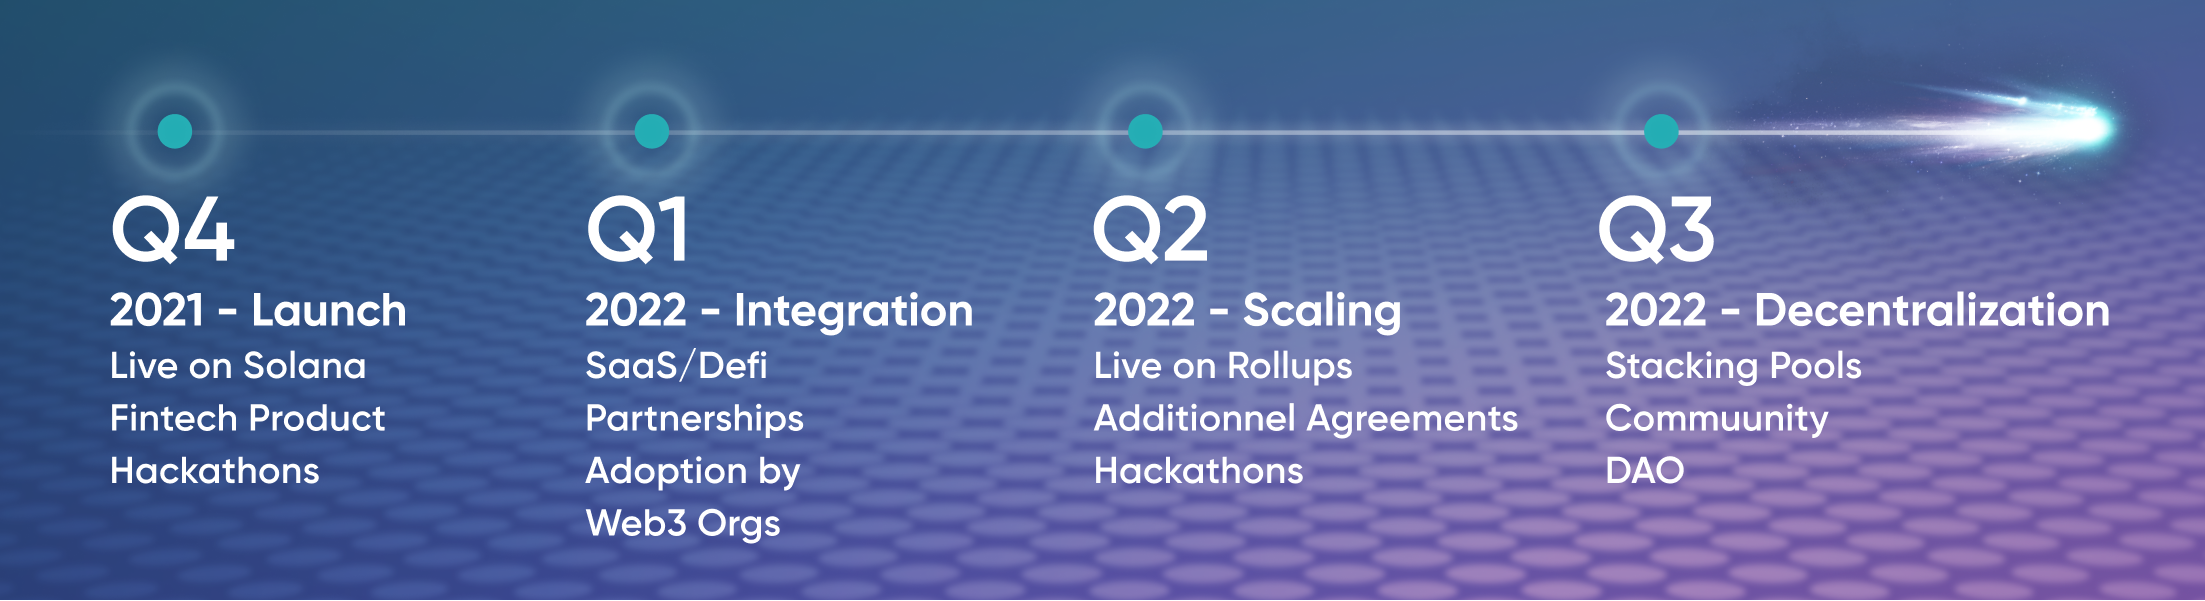 Q4
2021 - Launch
Live on Solana
Fintech Product
Hackathons
Q1
2022 - Integration
SaaS/Defi
Partnerships
Adoption by
Web3 Orgs
Q2
2022 - Scaling
Live on Rollups
Additionnel Agreements
Hackathons
Q3
2022 - Decentralization
Stacking Pools
Commuunity
DAO